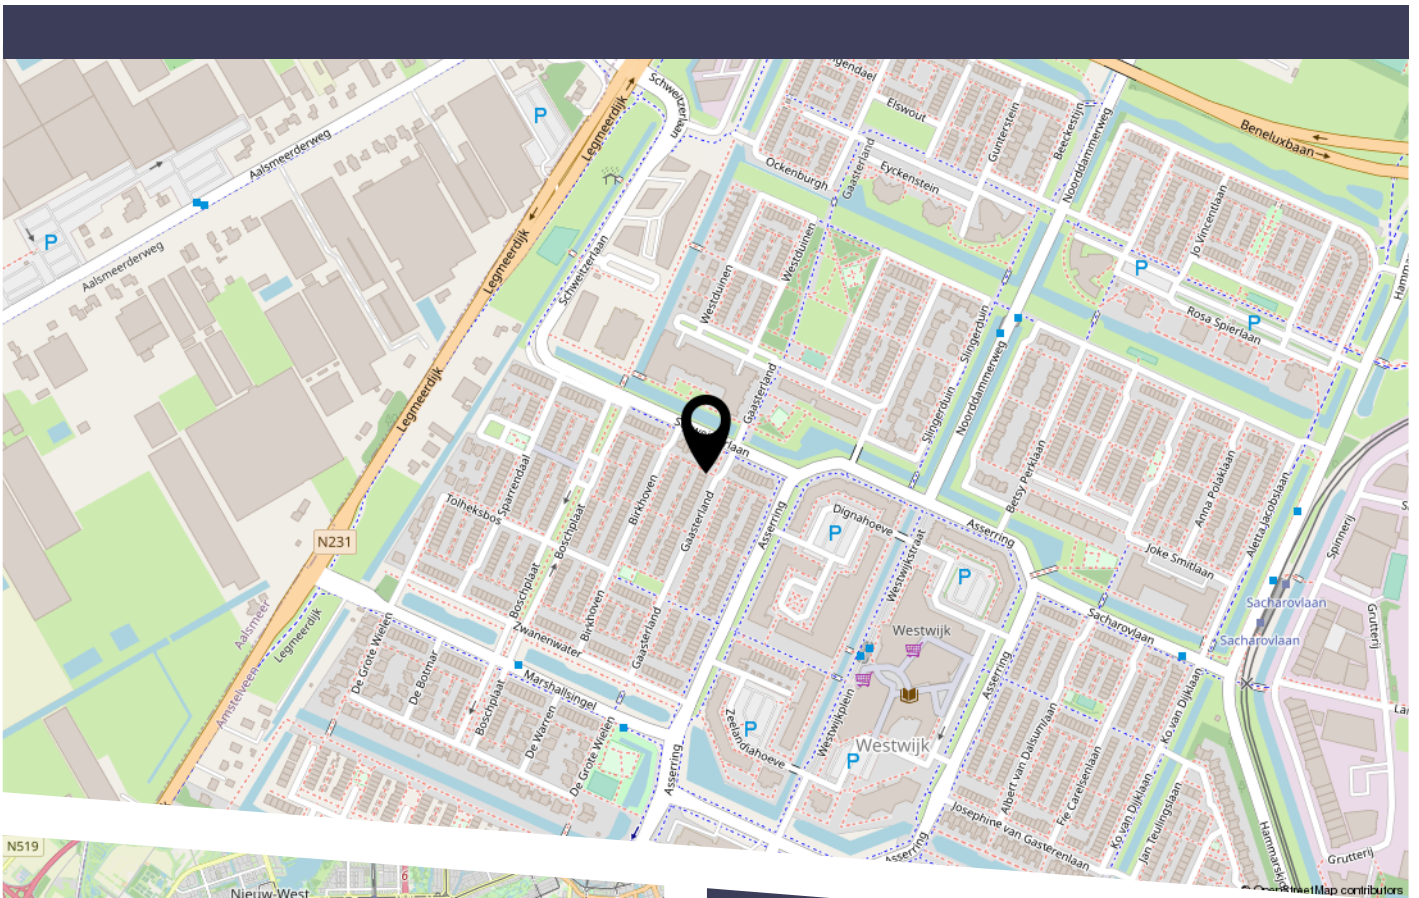 Schweitzerlaan
Legmeerdijk
Aalsmeerderweg
P
Elswout
Gunterstein
Beeckestijn
Noorddammerweg
Beneluxbaan
Ockenburgh
Gaasterland
Eyckenstein
Jo Vincentlaan
P
Aalsmeerderweg
Legmeerdijk
Schweitzerlaan
Westduinen
Westduinen
P
P
Rosa Spierlaan
Slingerduin
Noorddammerweg
Legmeerdijk
Gaasterland
Slingerduin
Sparrendaal
Tolheksbos
Birkhoven
Boschplaat
Gaasterland
Asserring
Dignahoeve
P
Westwijkstraat
Asserring
Betsy Perklaan
Anna Polaklaan
Aletta Jacobslaan
Joke Smitlaan
Spinnerij
N231
P
Sacharovlaan
Sacharovlaan
Sacharovlaan
Grutterij
Aalsmeer
Amstelveen
Legmeerdijk
De Grote Wielen
De Botmar
Boschplaat
Zwanenwater
Birkhoven
Gaasterland
Marshallsingel
Boschplaat
De Warren
De Grote Wielen
Asserring
Zeelandiahoeve
P
Westwijkplein
Westwijk
Westwijk
P
Asserring
Albert van Dalsumlaan
Fie Carelsenlaan
Ko van Dijklaan
Ko van Dijklaan
Jan Teulingslaan
Josephine van Gasterenlaan
Asserring
Grutterij
© OpenStreetMap contributors
N519
Nieuw-West
6